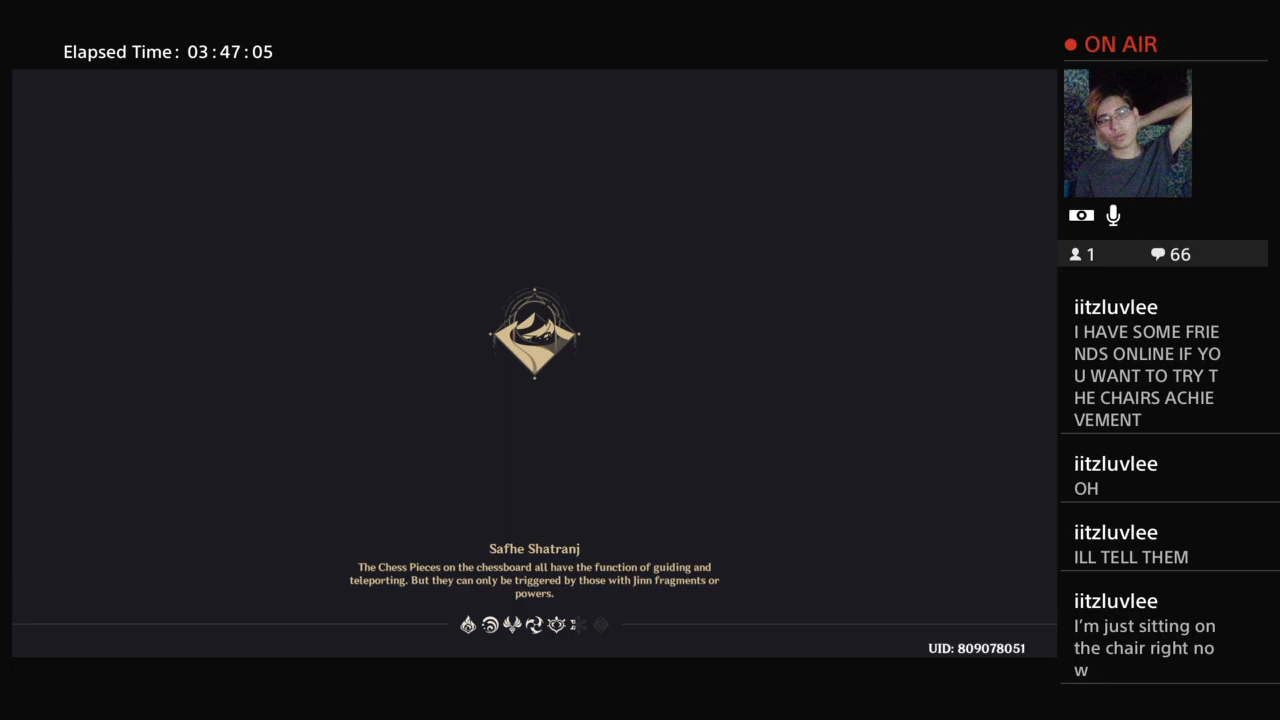 Elapsed Time: 03:47:05
ON AIR
1
66
iitzluvlee
I HAVE SOME FRIE
NDS ONLINE IF YO
U WANT TO TRY T
HE CHAIRS ACHIE
VEMENT
iitzluvlee
OH
iitzluvlee
ILL TELL THEM
iitzluvlee
I'm just sitting on
the chair right no
w
Safhe Shatranj
The Chess Pieces on the chessboard all have the function of guiding and
teleporting. But they can only be triggered by those with Jinn fragments or
powers.
UID: 809078051